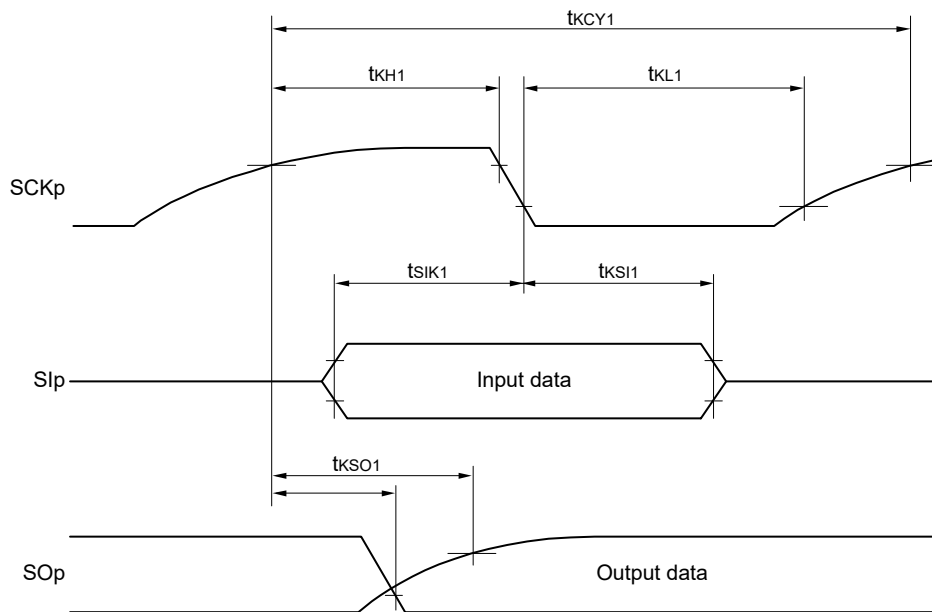 tKCY1
tKH1
tKL1
SCKp
tSIK1
tKSI1
SIp
Input data
tKSO1
SOp
Output data